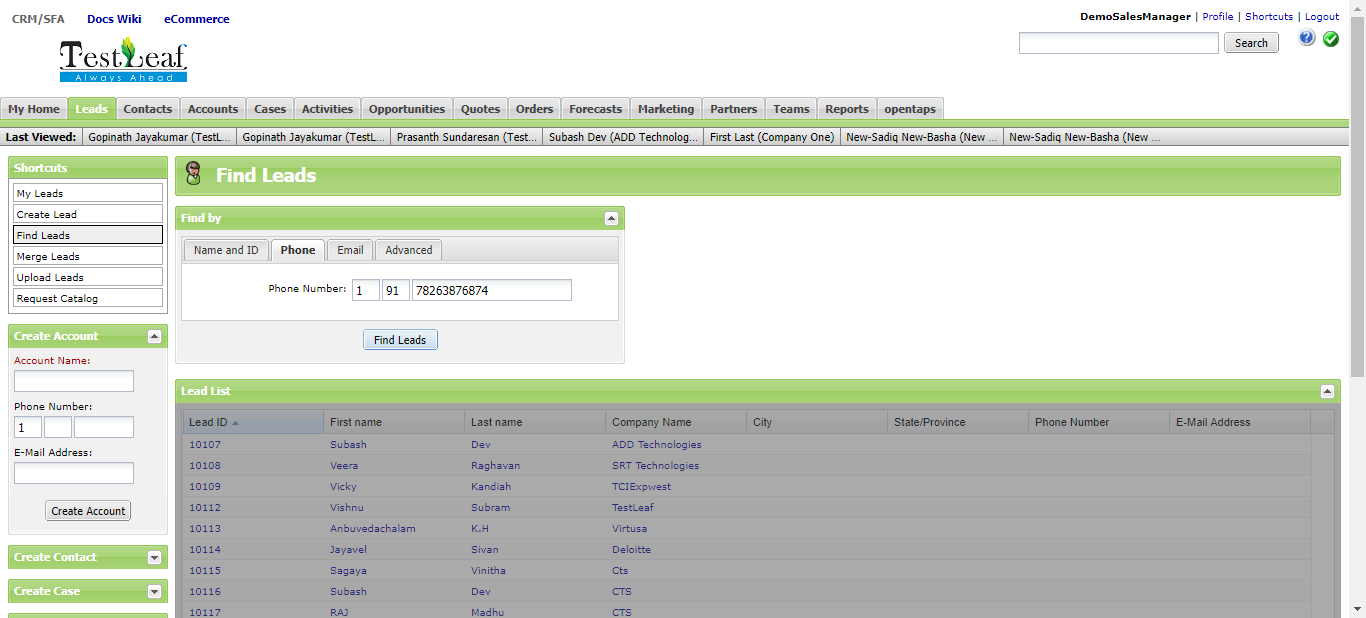 CRM/SFA Docs Wiki eCommerce
DemoSalesManager | Profile | Shortcuts | Logout
TestLeaf
Always Ahead
Search
My Home Leads Contacts Accounts Cases Activities Opportunities Quotes Orders Forecasts Marketing Partners Teams Reports opentaps
Last Viewed: Gopinath Jayakumar (TestL... Gopinath Jayakumar (TestL... Prasanth Sundaresan (Test... Subash Dev (ADD Technolog... First Last (Company One) New-Sadiq New-Basha (New ... New-Sadiq New-Basha (New ...
Shortcuts
My Leads
Create Lead
Find Leads
Merge Leads
Upload Leads
Request Catalog
Create Account
Account Name:
Phone Number:
1
E-Mail Address:
Create Account
Create Contact
Create Case
Find Leads
Find by
Name and ID Phone Email Advanced
Phone Number: 1 91 78263876874
Find Leads
Lead List
Lead ID First name Last name Company Name City State/Province Phone Number E-Mail Address
10107 Subash Dev ADD Technologies
10108 Veera Raghavan SRT Technologies
10109 Vicky Kandiah TCIExpwest
10112 Vishnu Subram TestLeaf
10113 Anbuvedachalam K.H Virtusa
10114 Jayavel Sivan Deloitte
10115 Sagaya Vinitha Cts
10116 Subash Dev CTS
10117 RAJ Madhu CTS